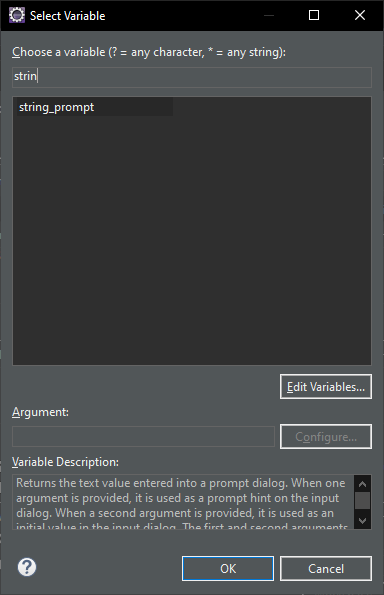 Select Variable
Choose a variable (? = any character, * = any string):
strin
string_prompt
Edit Variables...
Argument:
Configure...
Variable Description:
Returns the text value entered into a prompt dialog. When one
argument is provided, it is used as a prompt hint on the input
dialog. When a second argument is provided, it is used as an
initial value in the input dialog. The first and second arguments
?
OK
Cancel